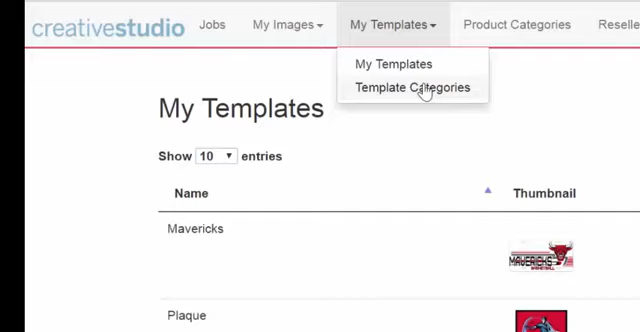 creativestudio Jobs My Images My Templates Product Categories Reselle
My Templates
Template Categories
My Templates
Show 10 entries
Name Thumbnail
Mavericks
MAVERICKS
BASKETBALL
Plaque